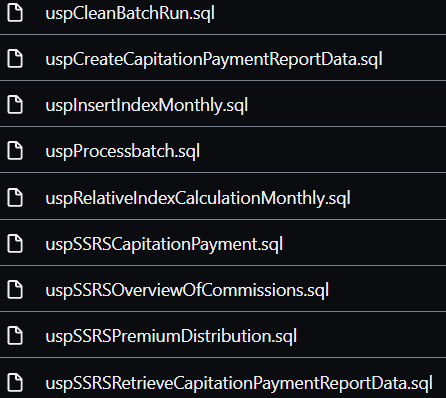 uspCleanBatchRun.sql
uspCreateCapitationPaymentReportData.sql
uspInsertIndexMonthly.sql
uspProcessbatch.sql
uspRelativeIndexCalculationMonthly.sql
uspSSRSCapitationPayment.sql
uspSSRSOverviewOfCommissions.sql
uspSSRSPremiumDistribution.sql
uspSSRSRetrieveCapitationPaymentReportData.sql